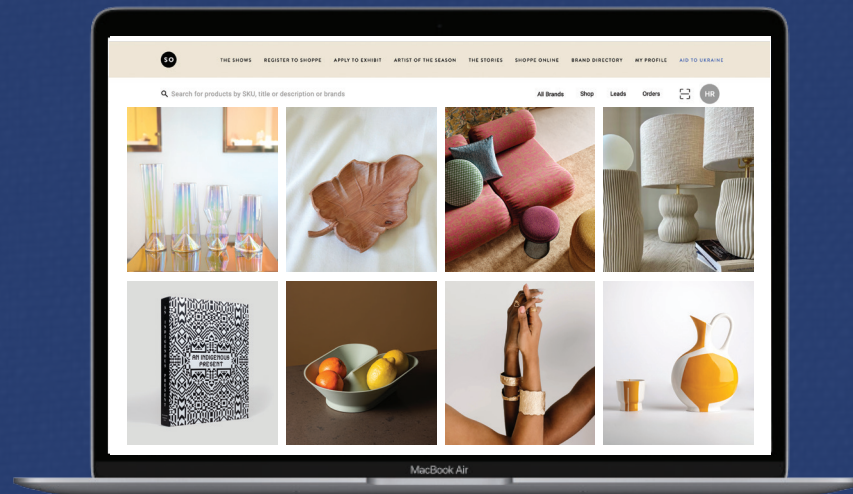 SO
THE SHOWS REGISTER TO SHOPPE APPLY TO EXHIBIT ARTIST OF THE SEASON THE STORIES SHOPPE ONLINE BRAND DIRECTORY MY PROFILE AID TO UKRAINE
Search for products by SKU, title or description or brands All Brands Shop Leads Orders HR
AN INDIGENOUS
PRESENT
MacBook Air